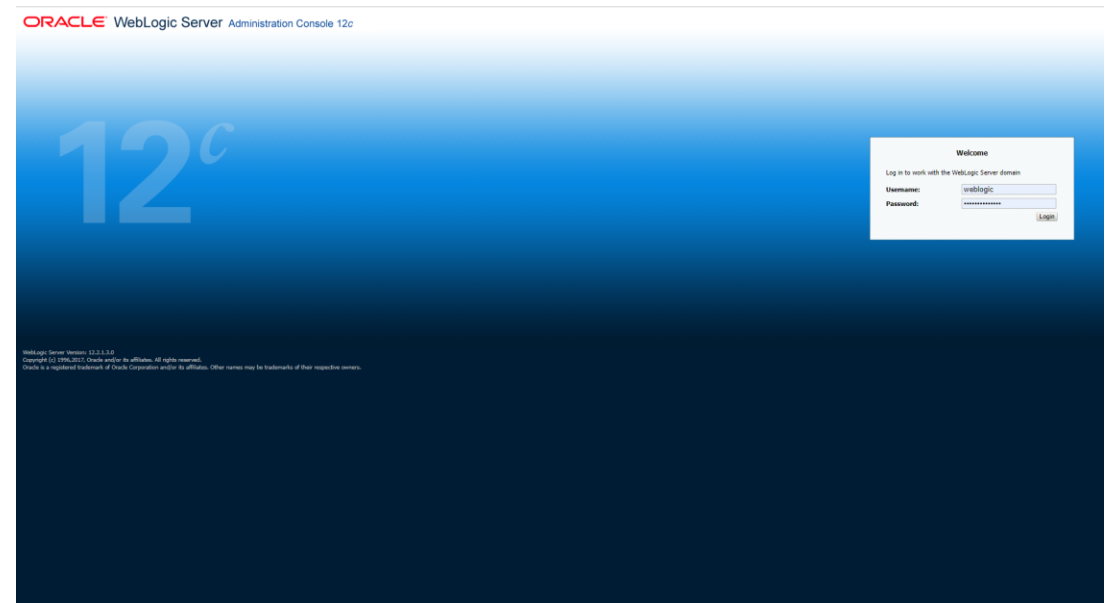 ORACLE WebLogic Server Administration Console 12c
12c
Welcome
Log in to work with the WebLogic Server domain
Username: weblogic
Password: ••••••••••••••
Login
WebLogic Server Version: 12.2.1.3.0
Copyright (c) 1996,2017, Oracle and/or its affiliates. All rights reserved.
Oracle is a registered trademark of Oracle Corporation and/or its affiliates. Other names may be trademarks of their respective owners.